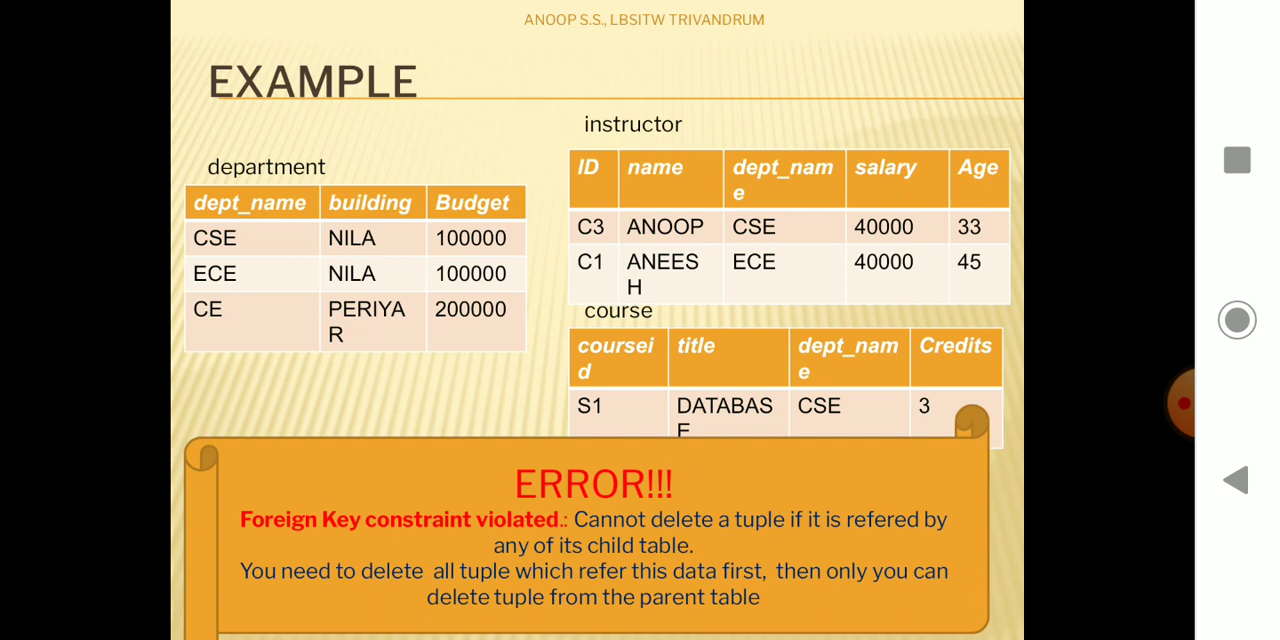 ANOOP S.S., LBSITW TRIVANDRUM
EXAMPLE
department
dept_name building Budget
CSE NILA 100000
ECE NILA 100000
CE PERIYA 200000
R
instructor
ID name dept_nam salary Age
e
C3 ANOOP CSE 40000 33
C1 ANEES ECE 40000 45
H
course
coursei title dept_nam Credits
d e
S1 DATABAS CSE 3
E
ERROR!!!
Foreign Key constraint violated.: Cannot delete a tuple if it is refered by
any of its child table.
You need to delete all tuple which refer this data first, then only you can
delete tuple from the parent table